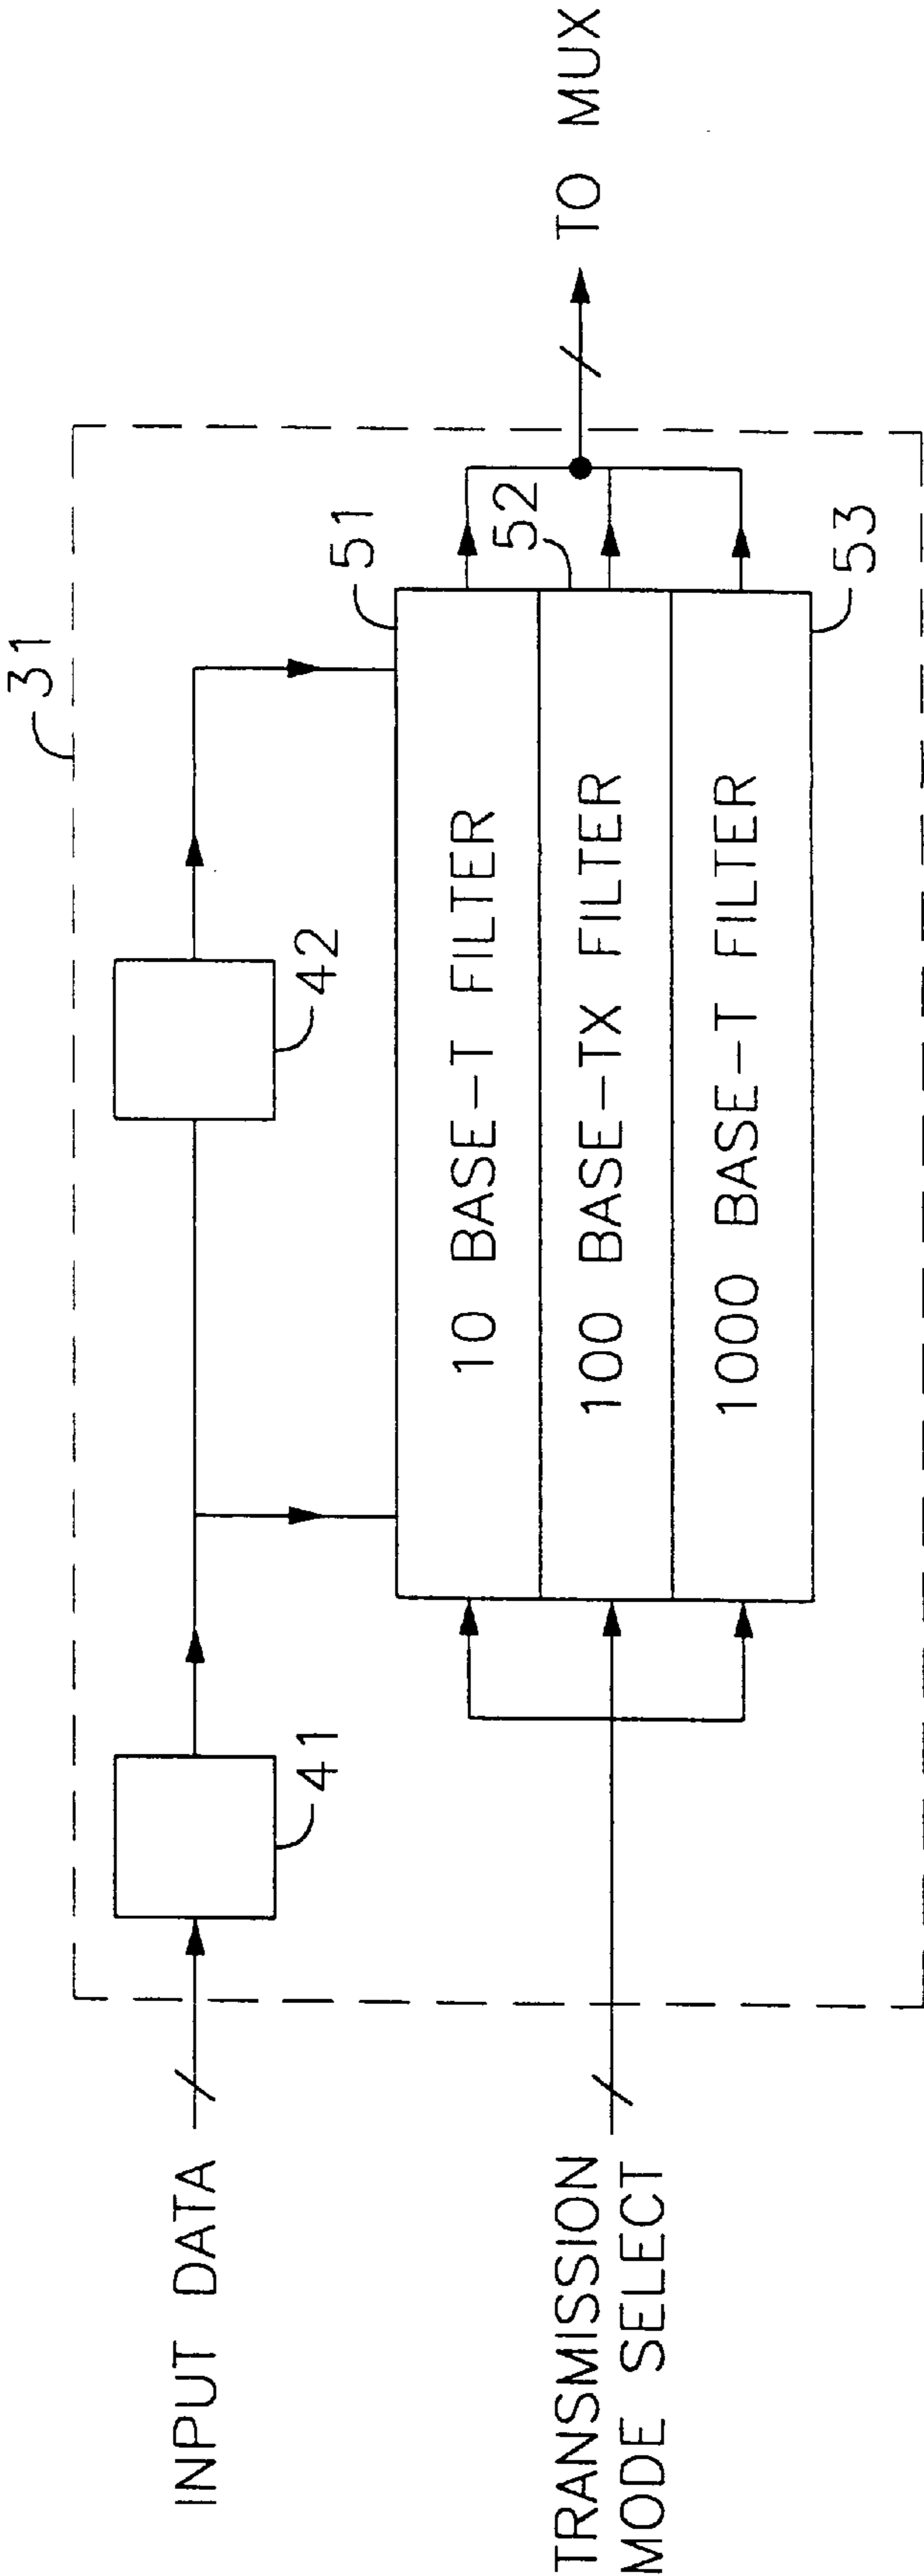 31
INPUT DATA
41
42
TRANSMISSION
MODE SELECT
51
10 BASE-T FILTER
52
100 BASE-TX FILTER
1000 BASE-T FILTER
53
TO MUX